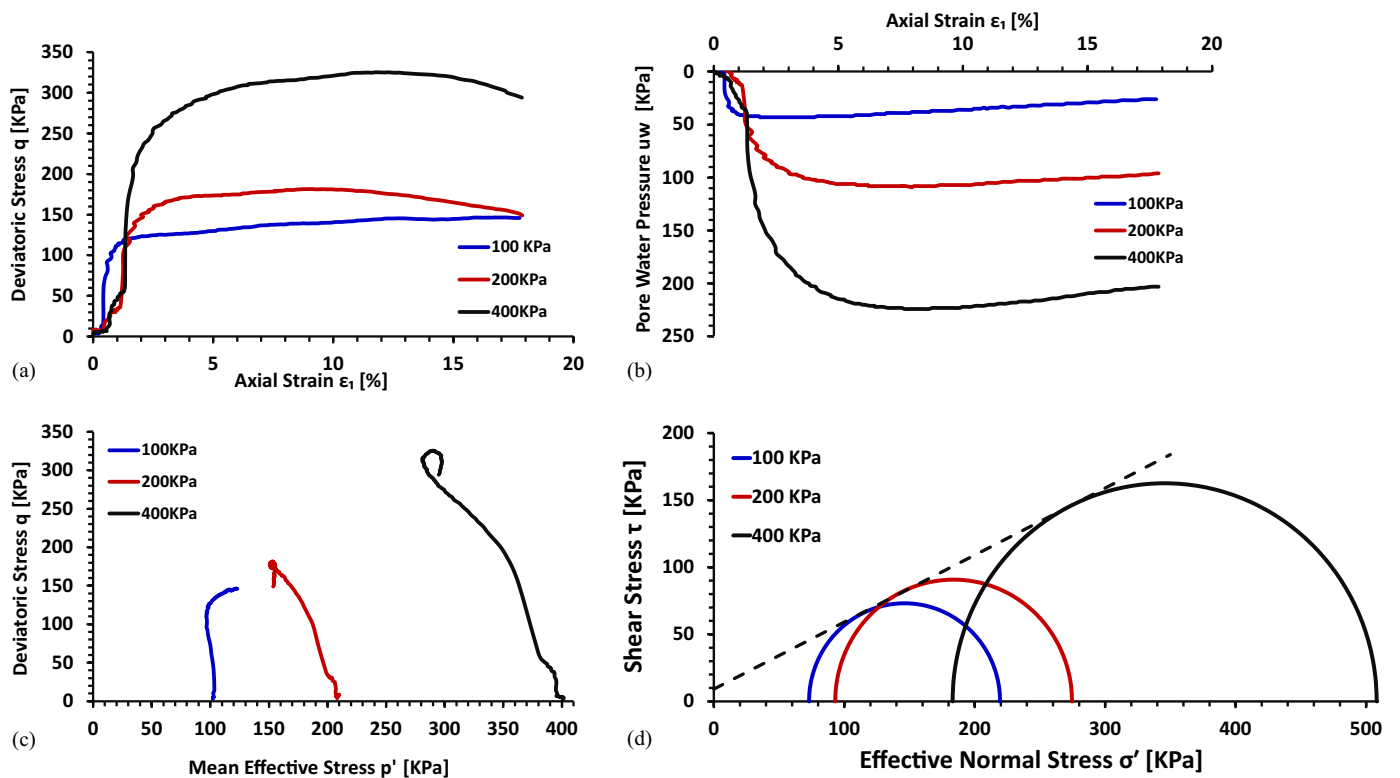 350
300
250
200
150
100
50
0
Deviatoric Stress q [KPa]
100 KPa
200KPa
400KPa
0 5 10 15 20
(a)
Axial Strain ε₁ [%]
Axial Strain ε₁ [%]
0 5 10 15 20
0
50
100
150
200
250
Pore Water Pressure uw [KPa]
100KPa
200KPa
400KPa
(b)
350
300
250
200
150
100
50
0
Deviatoric Stress q [KPa]
100KPa
200KPa
400KPa
0 50 100 150 200 250 300 350 400
(c)
Mean Effective Stress p' [KPa]
200
150
100
50
0
Shear Stress τ [KPa]
100 KPa
200 KPa
400 KPa
0 100 200 300 400 500
(d)
Effective Normal Stress σ′ [KPa]